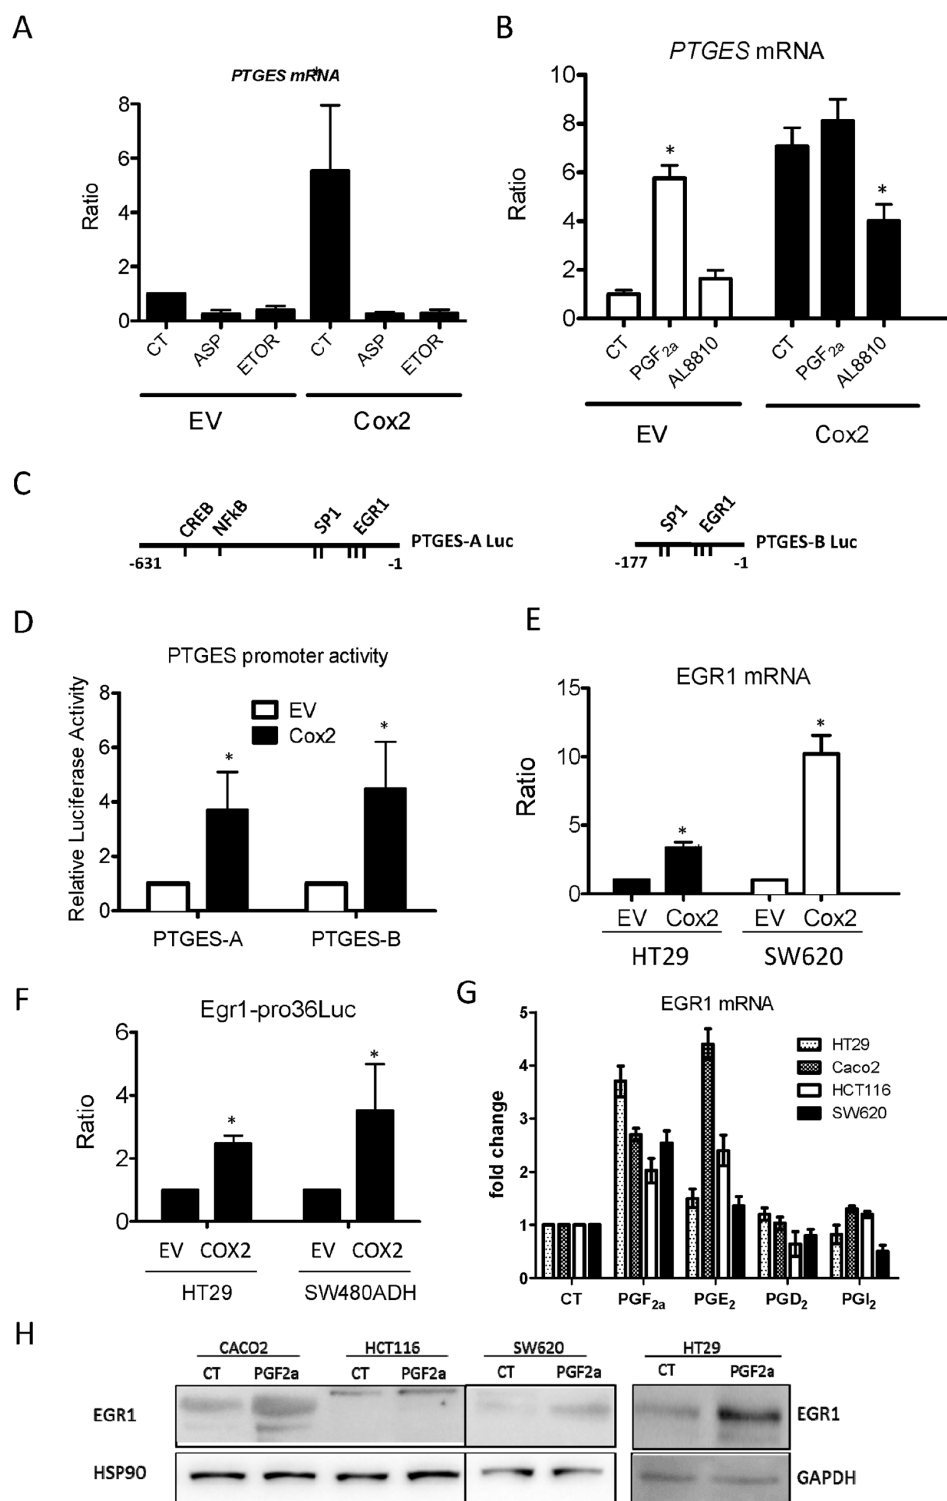 A
PTGES mRNA
*
8
6
4
2
0
Ratio
CT ASP ETOR CT ASP ETOR
EV Cox2
B
PTGES mRNA
10
8
6
4
2
0
Ratio
* *
CT PGF2a AL8810 CT PGF2a AL8810
EV Cox2
C
CREB NFkB SP1 EGR1
-631 -1
PTGES-A Luc
SP1 EGR1
-177 -1
PTGES-B Luc
D
PTGES promoter activity
8
6
4
2
0
Relative Luciferase Activity
EV
Cox2
* *
PTGES-A PTGES-B
E
EGR1 mRNA
15
10
5
0
Ratio
* *
EV Cox2 EV Cox2
HT29 SW620
F
Egr1-pro36Luc
6
4
2
0
Ratio
* *
EV COX2 EV COX2
HT29 SW480ADH
G
EGR1 mRNA
5
4
3
2
1
0
fold change
HT29
Caco2
HCT116
SW620
CT PGF2a PGE2 PGD2 PGI2
H
CACO2 HCT116 SW620 HT29
CT PGF2a CT PGF2a CT PGF2a CT PGF2a
EGR1 EGR1
HSP90 GAPDH